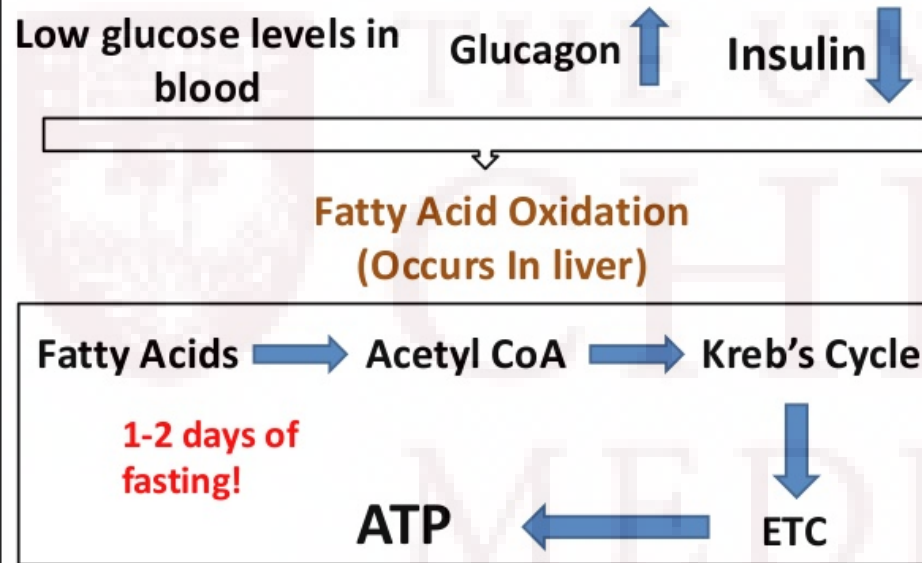 Low glucose levels in
blood
Glucagon
Insulin
Fatty Acid Oxidation
(Occurs In liver)
Fatty Acids
Acetyl CoA
Kreb’s Cycle
1-2 days of
fasting!
ATP
ETC